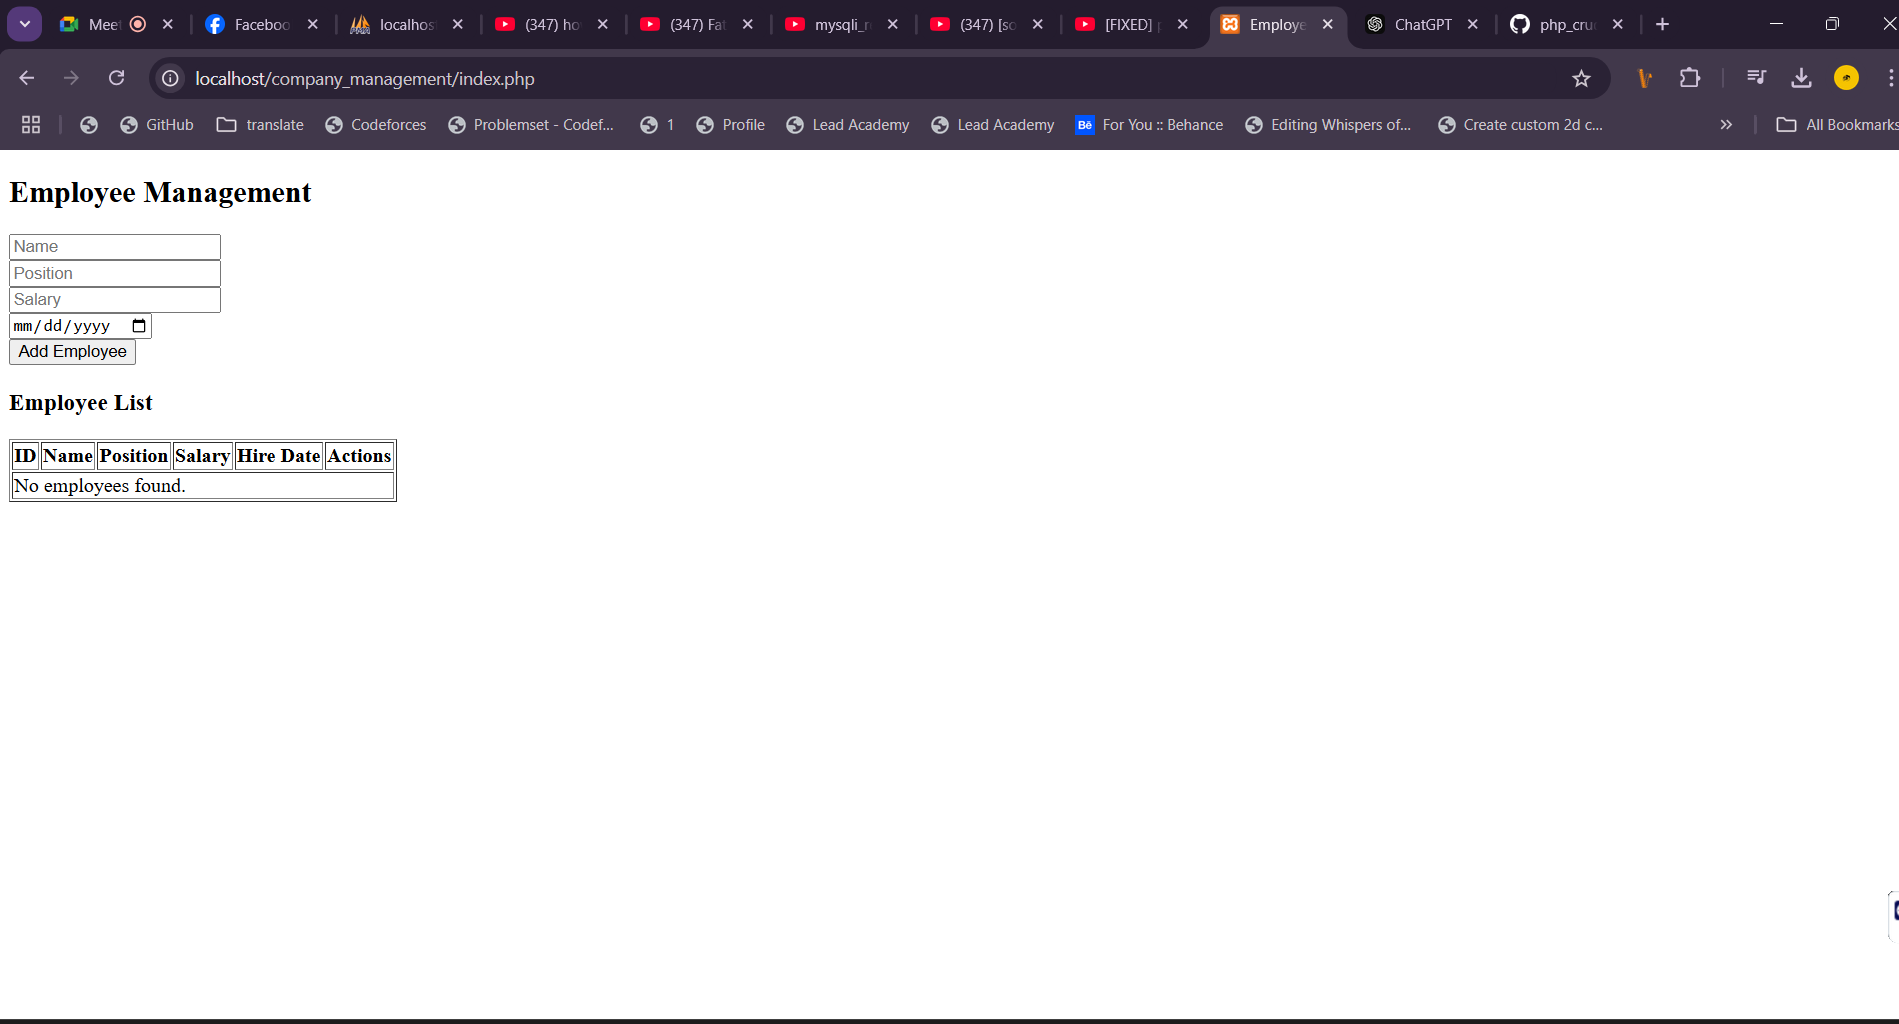 Meet Facebo localhos (347) ho (347) Fat mysqli_r (347) [so [FIXED] p Employe ChatGPT php_cru
localhost/company_management/index.php
GitHub translate Codeforces Problemset - Codef... 1 Profile Lead Academy Lead Academy Bē For You :: Behance Editing Whispers of... Create custom 2d c... » All Bookmarks
Employee Management
Name
Position
Salary
mm/dd/yyyy
Add Employee
Employee List
ID Name Position Salary Hire Date Actions
No employees found.